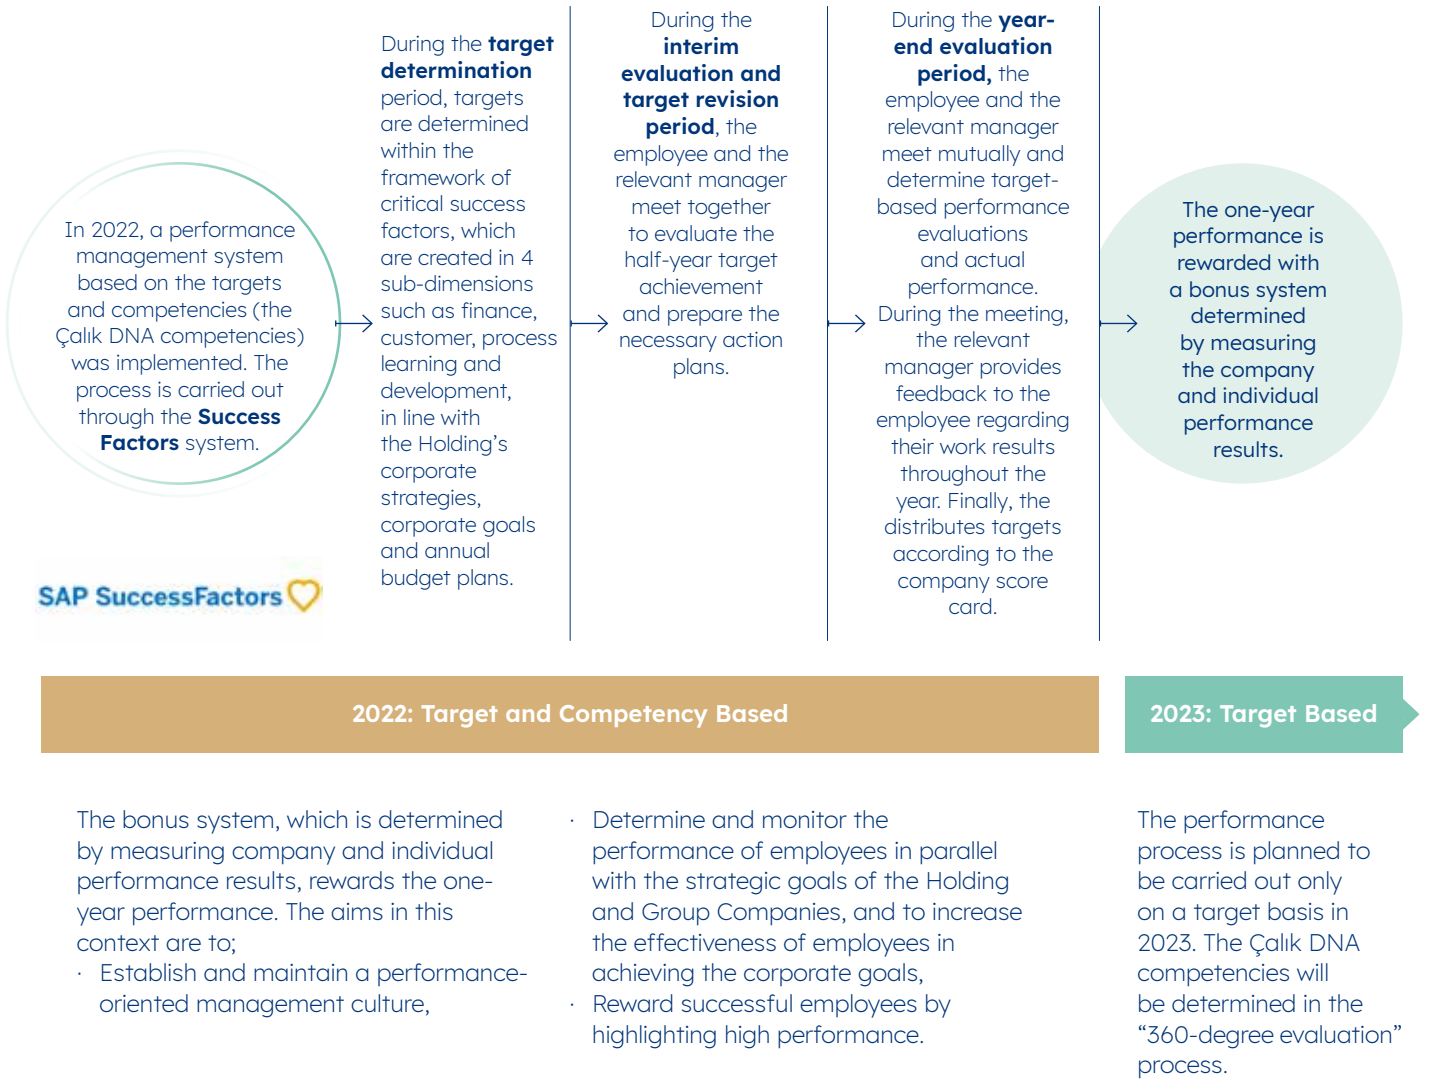 In 2022, a performance
management system
based on the targets
and competencies (the
Çalık DNA competencies)
was implemented. The
process is carried out
through the Success
Factors system.
SAP SuccessFactors
During the target
determination
period, targets
are determined
within the
framework of
critical success
factors, which
are created in 4
sub-dimensions
such as finance,
customer, process
learning and
development,
in line with
the Holding’s
corporate
strategies,
corporate goals
and annual
budget plans.
During the
interim
evaluation and
target revision
period, the
employee and the
relevant manager
meet together
to evaluate the
half-year target
achievement
and prepare the
necessary action
plans.
During the year-
end evaluation
period, the
employee and the
relevant manager
meet mutually and
determine target-
based performance
evaluations
and actual
performance.
During the meeting,
the relevant
manager provides
feedback to the
employee regarding
their work results
throughout the
year. Finally, the
distributes targets
according to the
company score
card.
The one-year
performance is
rewarded with
a bonus system
determined
by measuring
the company
and individual
performance
results.
2022: Target and Competency Based
2023: Target Based
The bonus system, which is determined
by measuring company and individual
performance results, rewards the one-
year performance. The aims in this
context are to;
· Establish and maintain a performance-
oriented management culture,
· Determine and monitor the
performance of employees in parallel
with the strategic goals of the Holding
and Group Companies, and to increase
the effectiveness of employees in
achieving the corporate goals,
· Reward successful employees by
highlighting high performance.
The performance
process is planned to
be carried out only
on a target basis in
2023. The Çalık DNA
competencies will
be determined in the
“360-degree evaluation”
process.